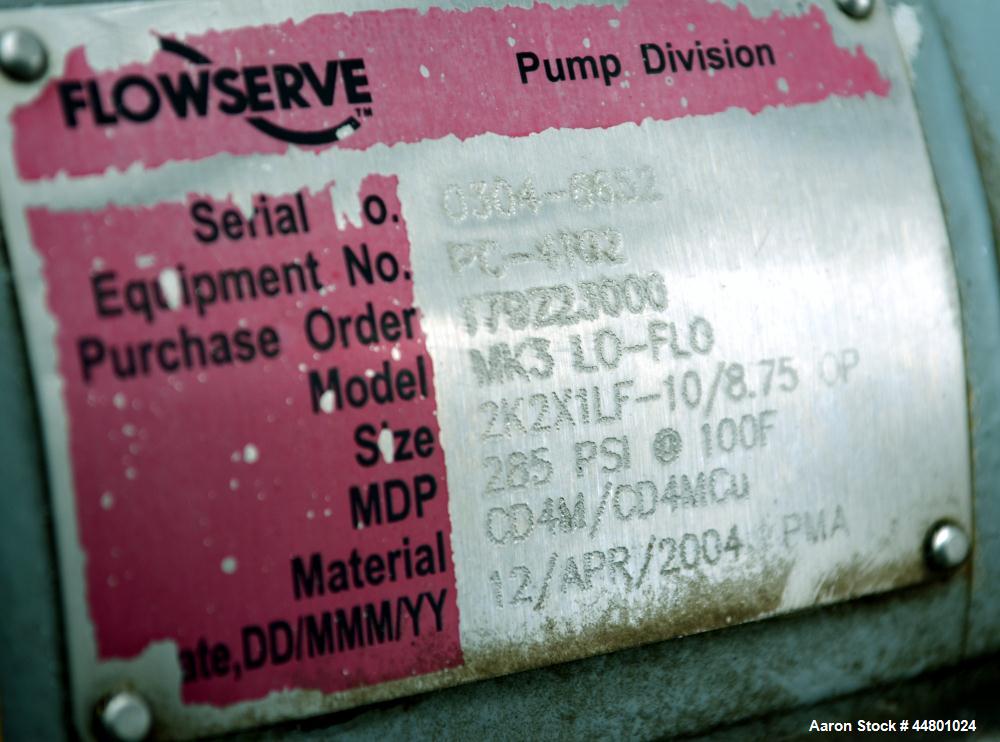 FLOWSERVE™ Pump Division
Serial No. 0304-6652
Equipment No. PC-
Purchase Order
Model MK3 LO-FLO
Size 2K2X1LF-10/8.75 OP
MDP 285 PSI @ 100F
Material CD4M/CD4MCu
ate,DD/MMM/YY 12/APR/2004 PMA
Aaron Stock # 44801024